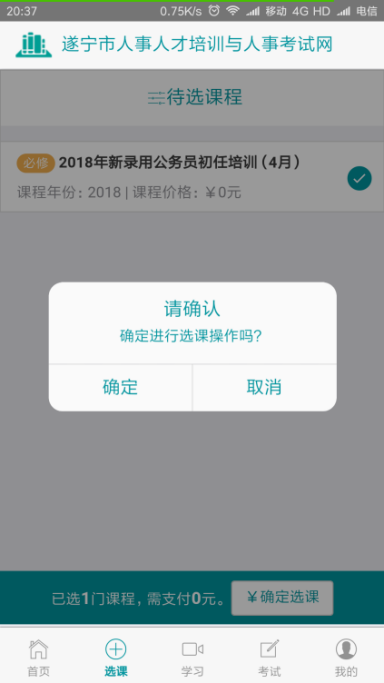 20:37 0.75K/s 移动 4G HD 电信
遂宁市人事人才培训与人事考试网
待选课程
必修 2018年新录用公务员初任培训（4月）
课程年份：2018 | 课程价格：￥0元
请确认
确定进行选课操作吗?
确定 取消
已选1门课程，需支付0元。 ￥确定选课
首页 选课 学习 考试 我的